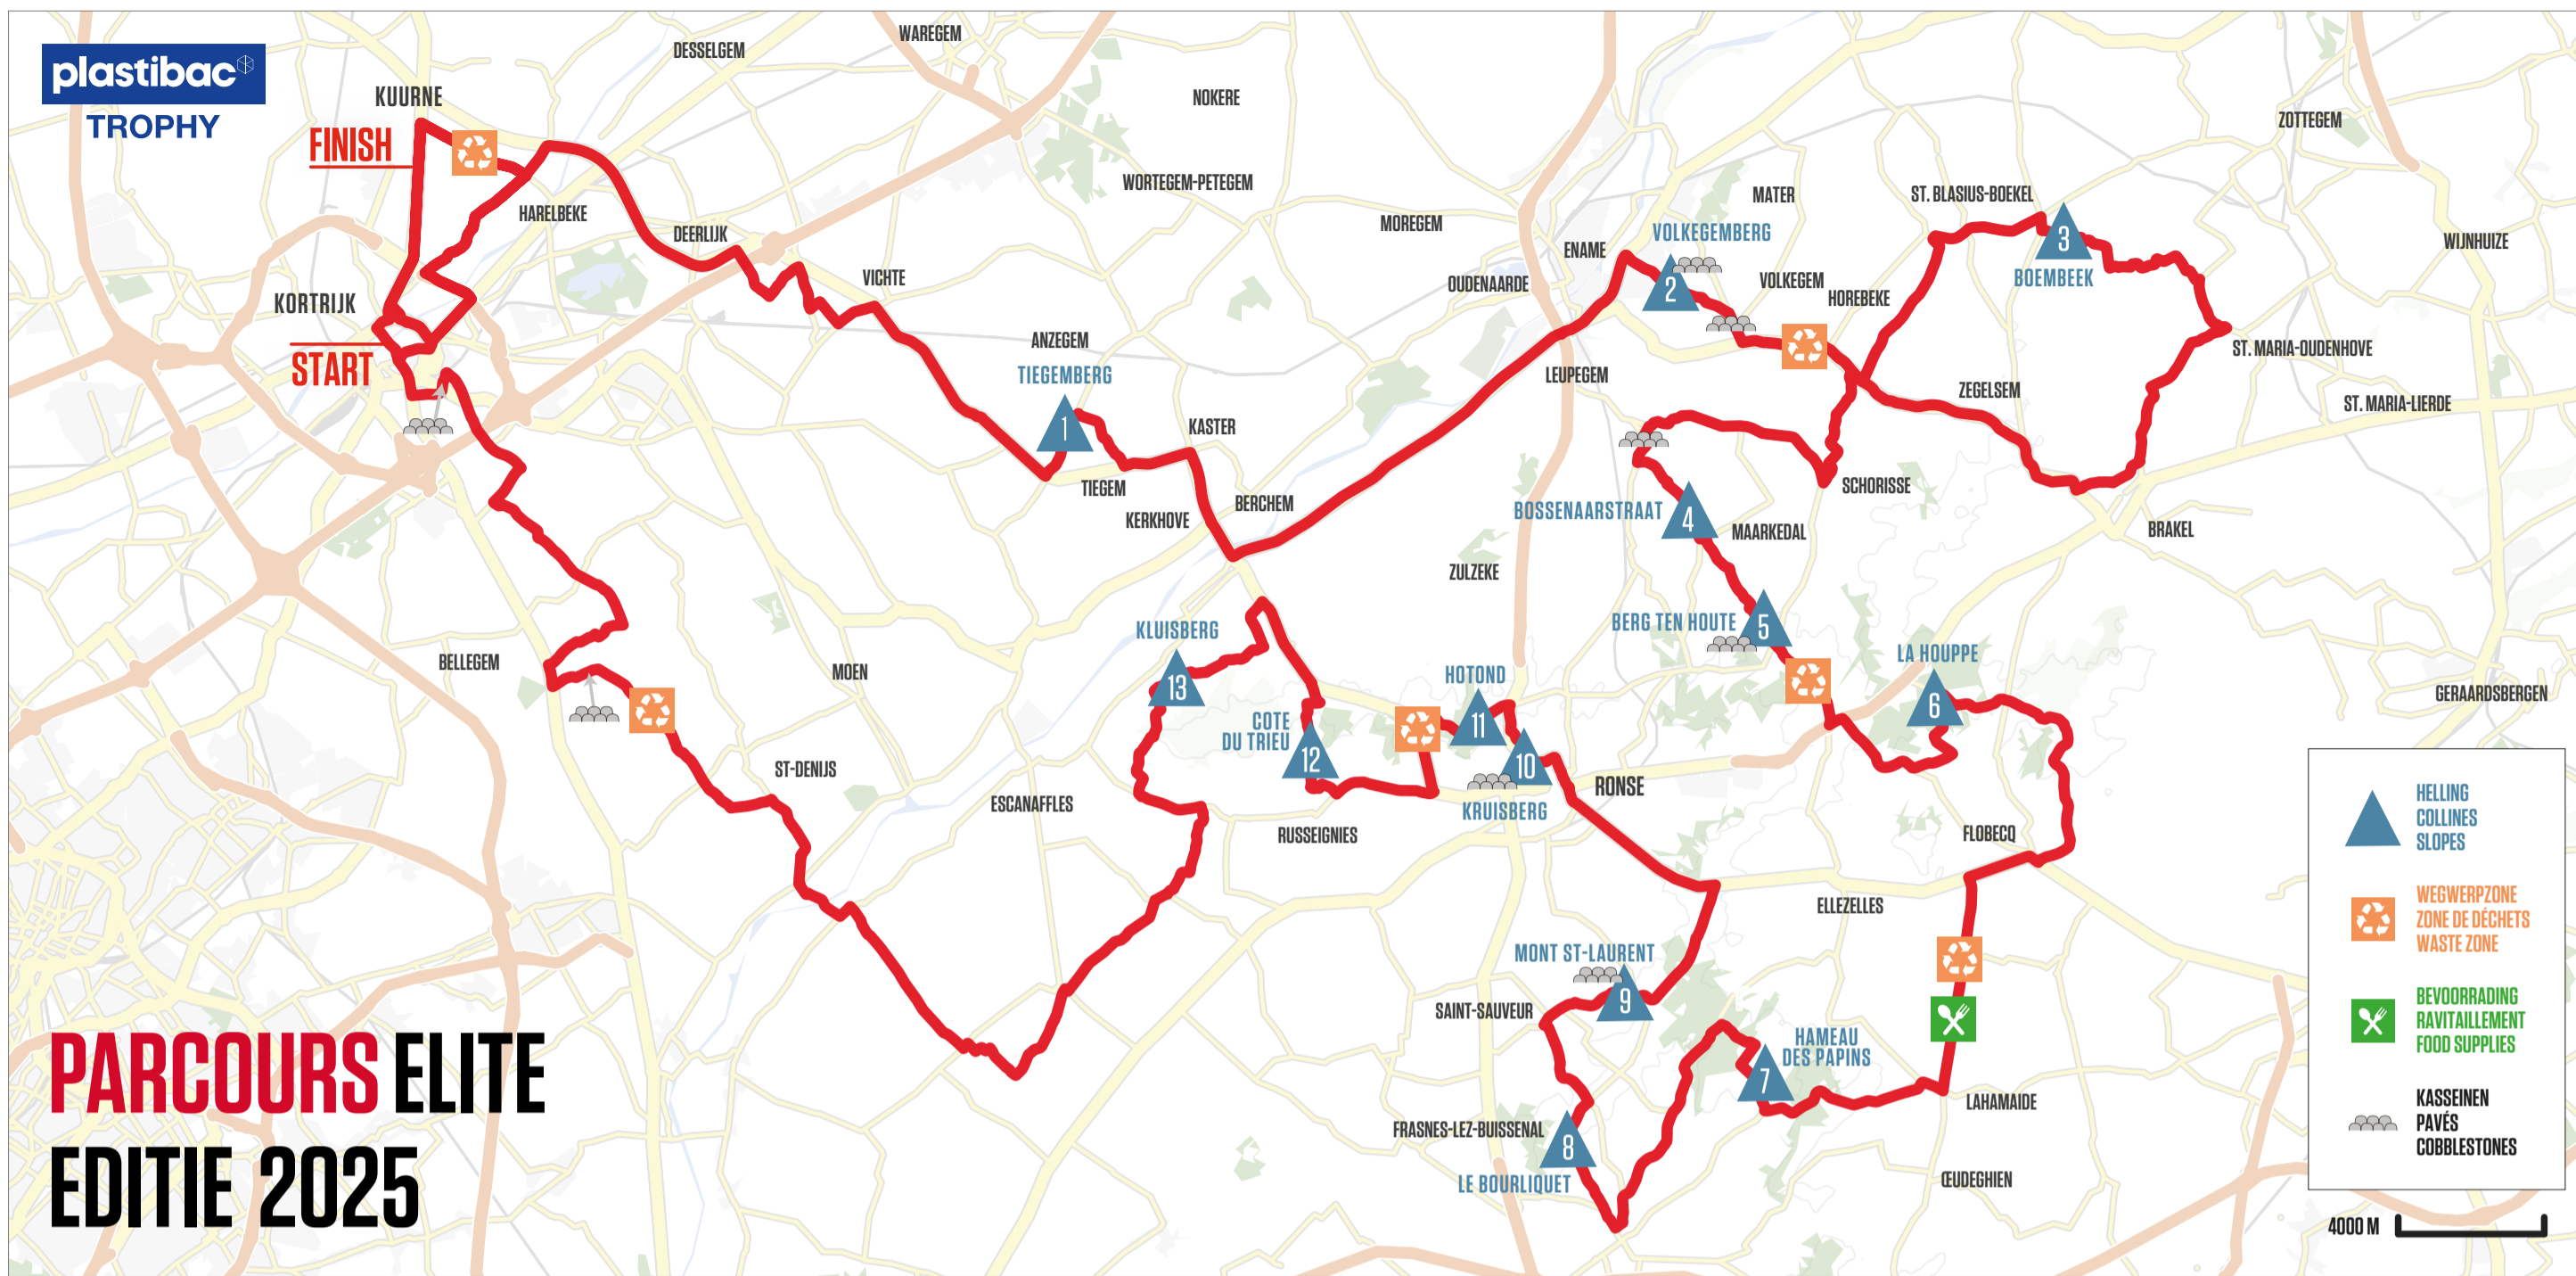 plastibac
TROPHY
WAREGEM
DESSELGEM
KUURNE
NOKERE
ZOTTEGEM
FINISH
WORTEGEM-PETEGEM
MATER
ST. BLASIUS-BOEKEL
HARELBEKE
DEERLIJK
MOREGEM
VOLKEGEMBERG
3
WIJNHUIZE
ENAME
VICHTE
OUDENAARDE
2
VOLKEGEM
BOEMBEEK
HOREBEKE
KORTRIJK
ANZEGEM
ST. MARIA-OUDENHOVE
START
TIEGEMBERG
LEUPEGEM
ZEGELSEM
ST. MARIA-LIERDE
1
KASTER
TIEGEM
SCHORISSE
BERCHEM
KERKHOVE
BOSSENAARSTRAAT
4
MAARKEDAL
BRAKEL
ZULZEKE
KLUISBERG
BERG TEN HOUTE
5
LA HOUPPE
BELLEGEM
MOEN
13
HOTOND
6
GERAARDSBERGEN
COTE
DU TRIEU
12
11
10
ST-DENIJS
RONSE
ESCANAFFLES
KRUISBERG
RUSSEIGNIES
FLOBECQ
ELLEZELLES
MONT ST-LAURENT
9
SAINT-SAUVEUR
HAMEAU
DES PAPINS
7
LAHAMAIDE
FRASNES-LEZ-BUISSENAL
8
LE BOURLIQUET
ŒUDEGHIEN
HELLING
COLLINES
SLOPES
WEGWERPZONE
ZONE DE DÉCHETS
WASTE ZONE
BEVOORRADING
RAVITAILLEMENT
FOOD SUPPLIES
KASSEINEN
PAVÉS
COBBLESTONES
4000 M
PARCOURS ELITE
EDITIE 2025